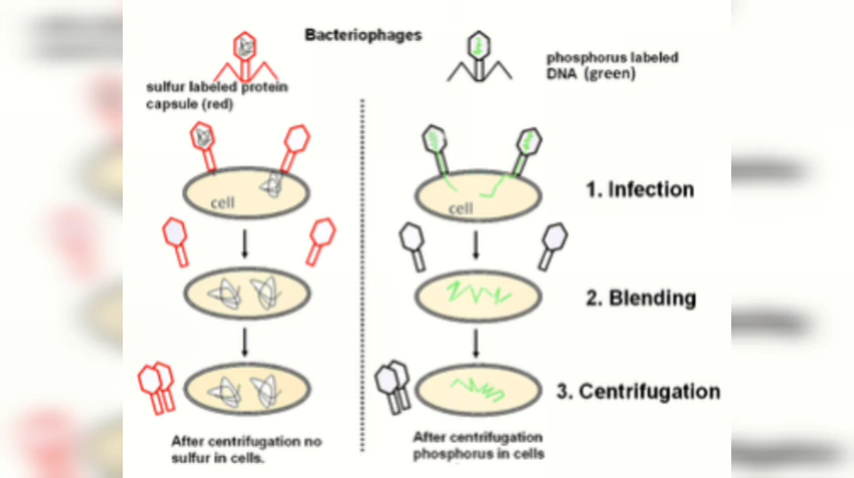 Bacteriophages
sulfur labeled protein
capsule (red)
phosphorus labeled
DNA (green)
cell
cell
1. Infection
2. Blending
3. Centrifugation
After centrifugation no
sulfur in cells.
After centrifugation
phosphorus in cells